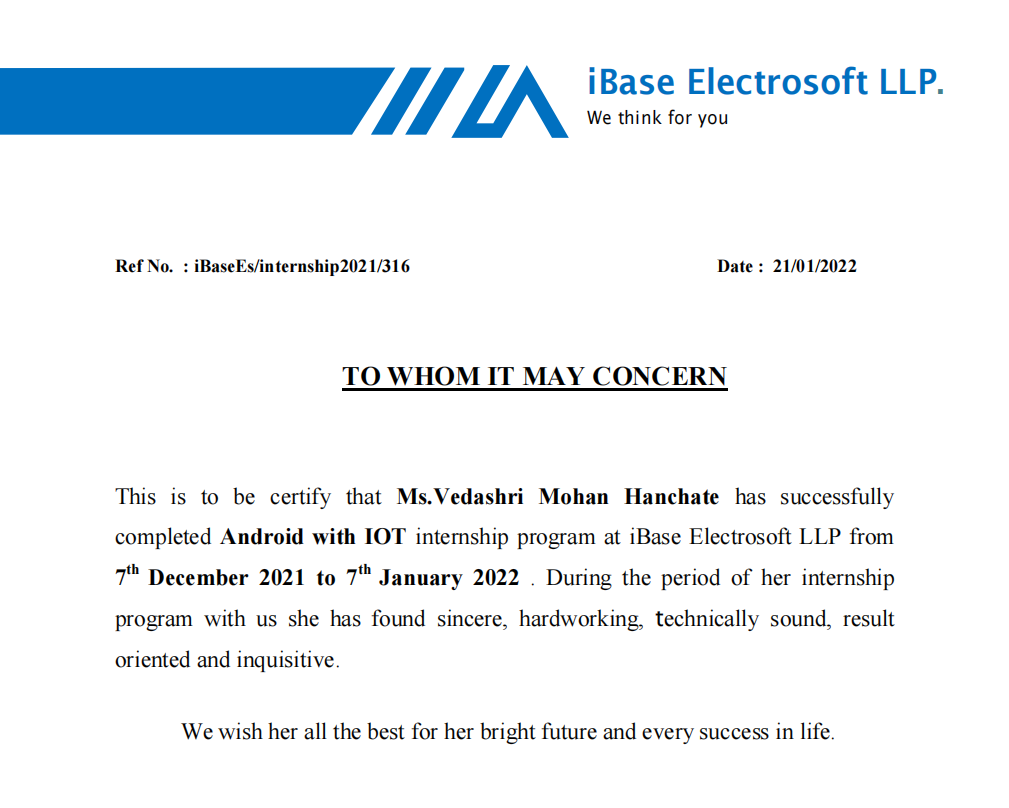 iBase Electrosoft LLP.
We think for you
Ref No. : iBaseEs/internship2021/316 Date : 21/01/2022
TO WHOM IT MAY CONCERN
This is to be certify that Ms.Vedashri Mohan Hanchate has successfully
completed Android with IOT internship program at iBase Electrosoft LLP from
7th December 2021 to 7th January 2022 . During the period of her internship
program with us she has found sincere, hardworking, technically sound, result
oriented and inquisitive.
We wish her all the best for her bright future and every success in life.